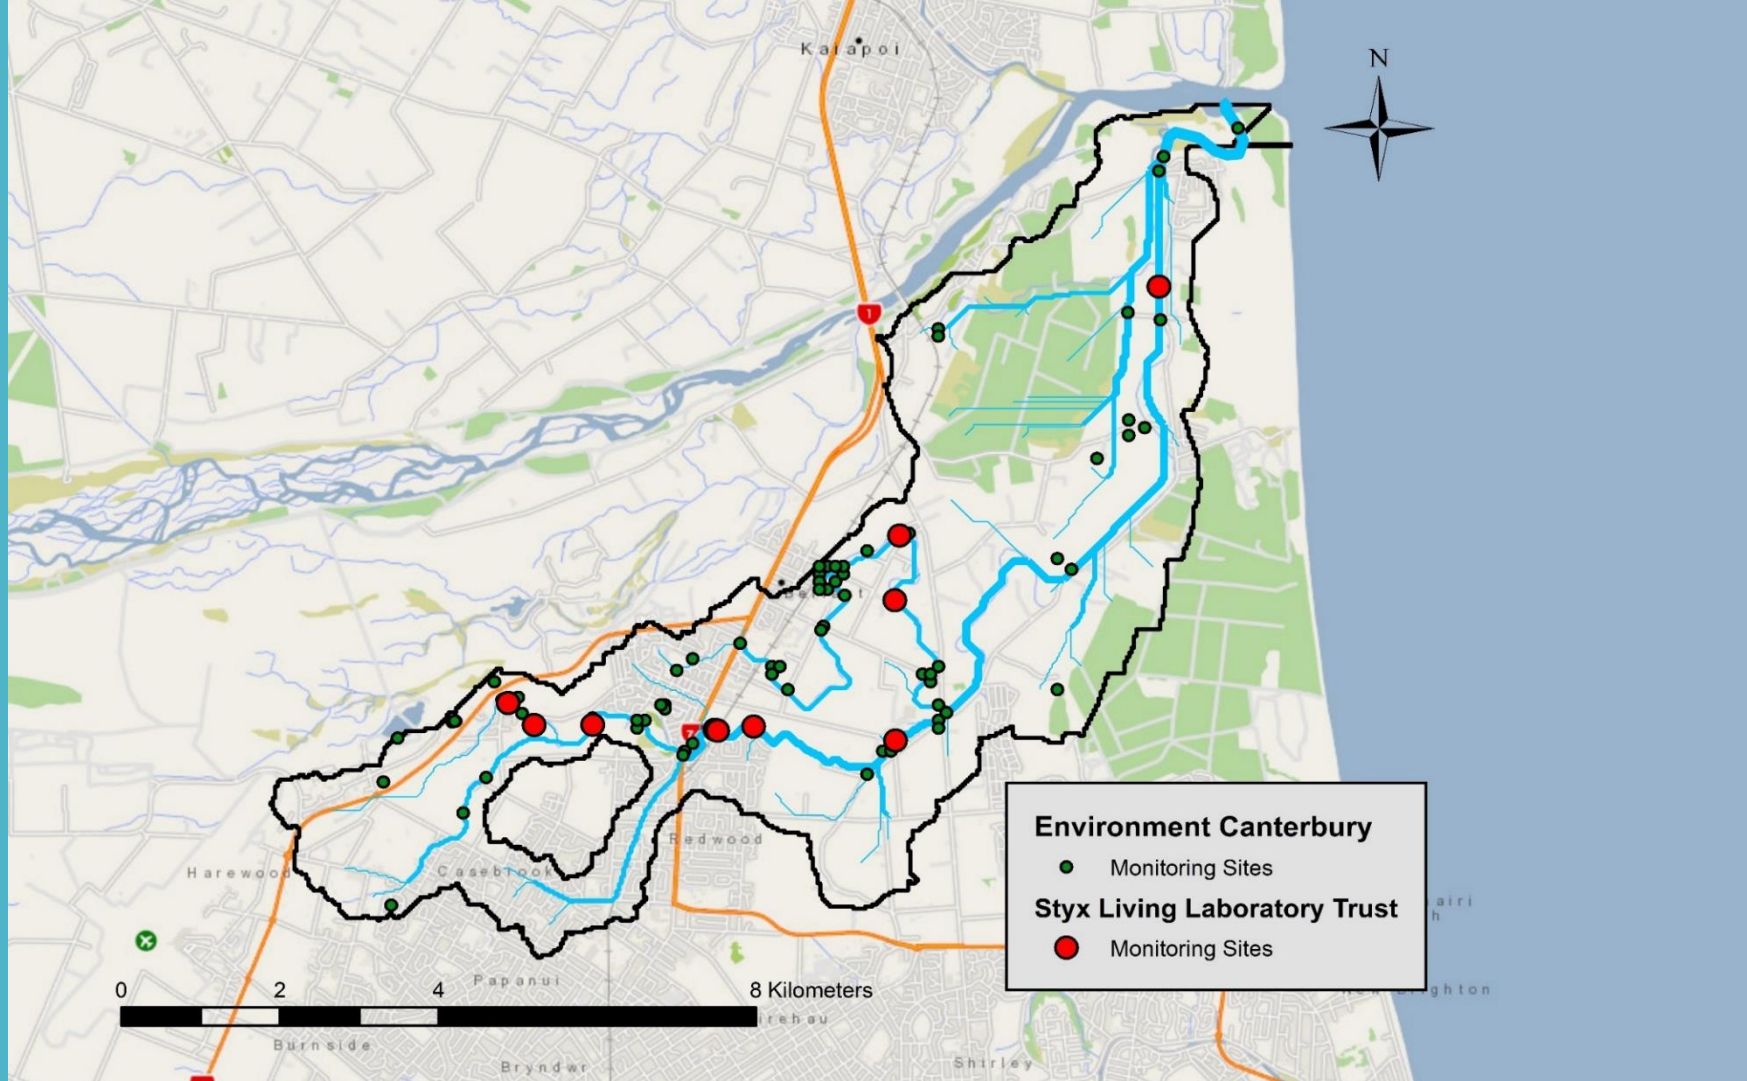 Kaiapoi
N
1
Redwood
Harewood
Casebrook
Environment Canterbury
Monitoring Sites
Styx Living Laboratory Trust
Monitoring Sites
0 2 4 8 Kilometers
Papanui
Burnside
Bryndwr
Shirley